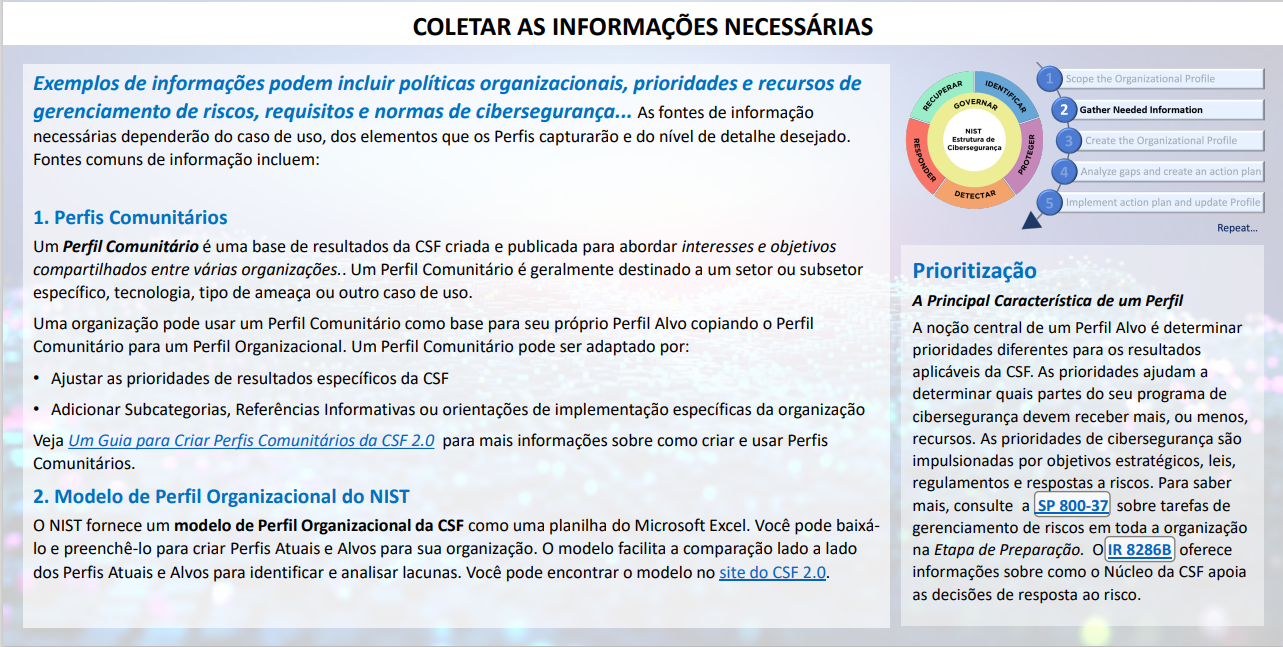 COLETAR AS INFORMAÇÕES NECESSÁRIAS
Exemplos de informações podem incluir políticas organizacionais, prioridades e recursos de
gerenciamento de riscos, requisitos e normas de cibersegurança... As fontes de informação
necessárias dependerão do caso de uso, dos elementos que os Perfis capturarão e do nível de detalhe desejado.
Fontes comuns de informação incluem:
1. Perfis Comunitários
Um Perfil Comunitário é uma base de resultados da CSF criada e publicada para abordar interesses e objetivos
compartilhados entre várias organizações.. Um Perfil Comunitário é geralmente destinado a um setor ou subsetor
específico, tecnologia, tipo de ameaça ou outro caso de uso.
Uma organização pode usar um Perfil Comunitário como base para seu próprio Perfil Alvo copiando o Perfil
Comunitário para um Perfil Organizacional. Um Perfil Comunitário pode ser adaptado por:
• Ajustar as prioridades de resultados específicos da CSF
• Adicionar Subcategorias, Referências Informativas ou orientações de implementação específicas da organização
Veja Um Guia para Criar Perfis Comunitários da CSF 2.0 para mais informações sobre como criar e usar Perfis
Comunitários.
2. Modelo de Perfil Organizacional do NIST
O NIST fornece um modelo de Perfil Organizacional da CSF como uma planilha do Microsoft Excel. Você pode baixá-
lo e preenchê-lo para criar Perfis Atuais e Alvos para sua organização. O modelo facilita a comparação lado a lado
dos Perfis Atuais e Alvos para identificar e analisar lacunas. Você pode encontrar o modelo no site do CSF 2.0.
RECUPERAR
IDENTIFICAR
GOVERNAR
NIST
Estrutura de
Cibersegurança
RESPONDER
PROTEGER
DETECTAR
1 Scope the Organizational Profile
2 Gather Needed Information
3 Create the Organizational Profile
4 Analyze gaps and create an action plan
5 Implement action plan and update Profile
Repeat...
Prioritização
A Principal Característica de um Perfil
A noção central de um Perfil Alvo é determinar
prioridades diferentes para os resultados
aplicáveis da CSF. As prioridades ajudam a
determinar quais partes do seu programa de
cibersegurança devem receber mais, ou menos,
recursos. As prioridades de cibersegurança são
impulsionadas por objetivos estratégicos, leis,
regulamentos e respostas a riscos. Para saber
mais, consulte a SP 800-37 sobre tarefas de
gerenciamento de riscos em toda a organização
na Etapa de Preparação. O IR 8286B oferece
informações sobre como o Núcleo da CSF apoia
as decisões de resposta ao risco.